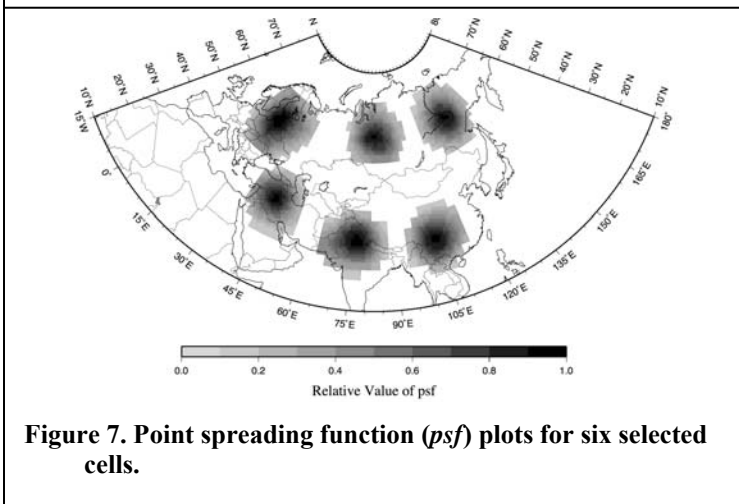 10°N
20°N
30°N
40°N
50°N
60°N
70°N
N
80
70°N
60°N
50°N
40°N
30°N
20°N
10°N
15°W
0°
15°E
30°E
45°E
60°E
75°E
90°E
105°E
120°E
135°E
150°E
165°E
180°
0.0 0.2 0.4 0.6 0.8 1.0
Relative Value of psf
Figure 7. Point spreading function (psf) plots for six selected
cells.